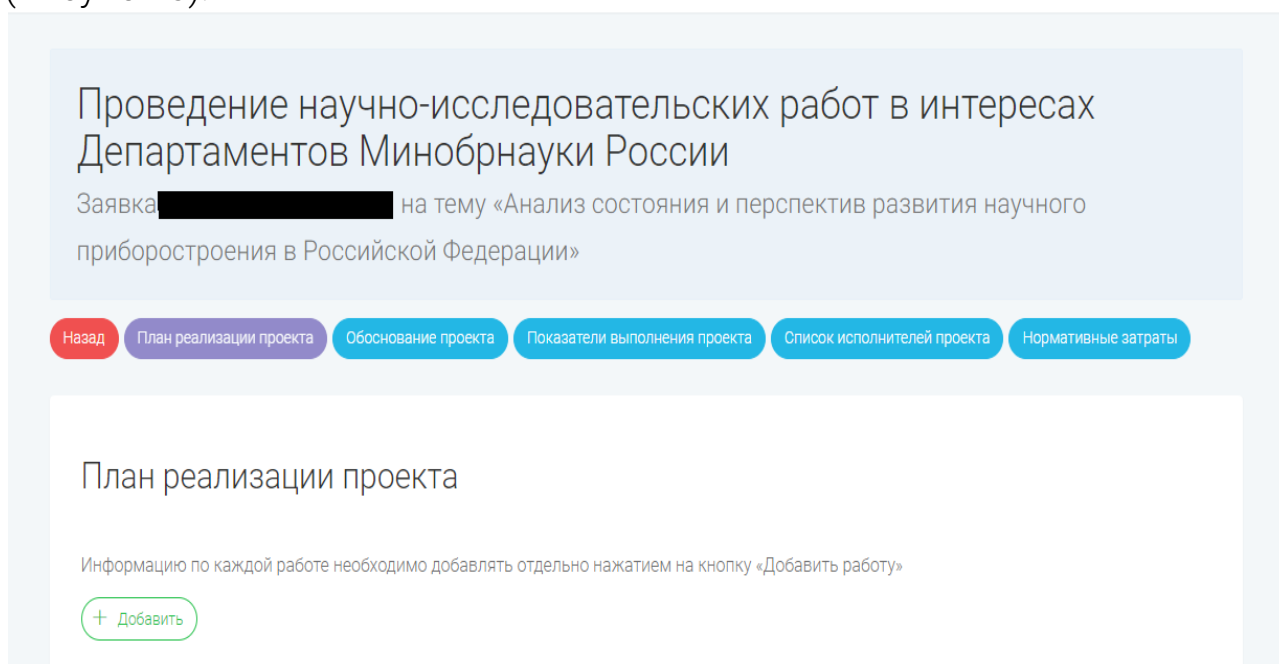 Проведение научно-исследовательских работ в интересах
Департаментов Минобрнауки России
Заявка на тему «Анализ состояния и перспектив развития научного
приборостроения в Российской Федерации»
Назад План реализации проекта Обоснование проекта Показатели выполнения проекта Список исполнителей проекта Нормативные затраты
План реализации проекта
Информацию по каждой работе необходимо добавлять отдельно нажатием на кнопку «Добавить работу»
+ Добавить